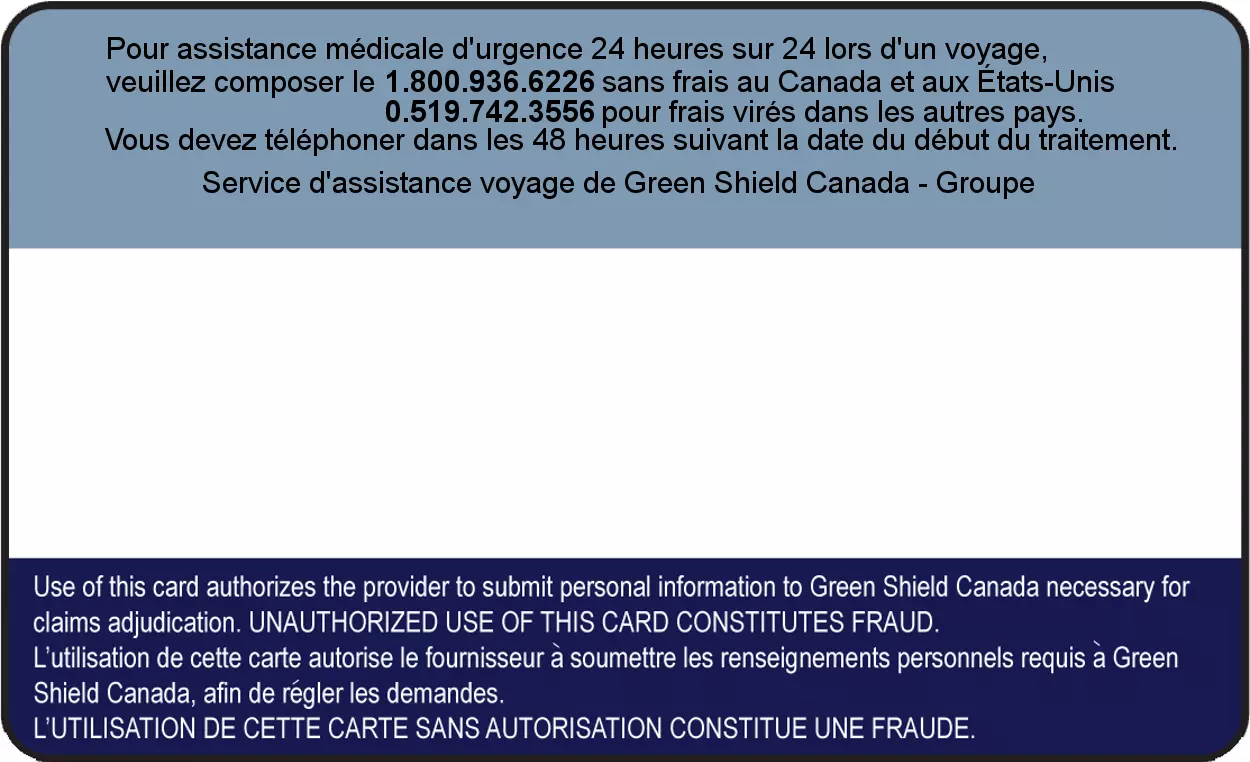 Pour assistance médicale d'urgence 24 heures sur 24 lors d'un voyage,
veuillez composer le 1.800.936.6226 sans frais au Canada et aux États-Unis
0.519.742.3556 pour frais virés dans les autres pays.
Vous devez téléphoner dans les 48 heures suivant la date du début du traitement.
Service d'assistance voyage de Green Shield Canada - Groupe
Use of this card authorizes the provider to submit personal information to Green Shield Canada necessary for
claims adjudication. UNAUTHORIZED USE OF THIS CARD CONSTITUTES FRAUD.
L’utilisation de cette carte autorise le fournisseur à soumettre les renseignements personnels requis à Green
Shield Canada, afin de régler les demandes.
L’UTILISATION DE CETTE CARTE SANS AUTORISATION CONSTITUE UNE FRAUDE.